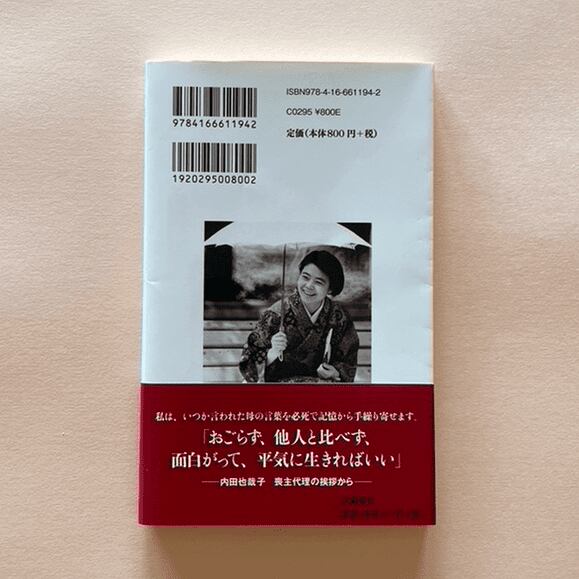 ISBN978-4-16-661194-2
C0295 ¥800E
定価(本体800円+税)
9784166611942
1920295008002
私は、いつか言われた母の言葉を必死で記憶から手繰り寄せます。
「おごらず、他人と比べず、
面白がって、平気に生きればいい」
──内田也哉子 喪主代理の挨拶から──